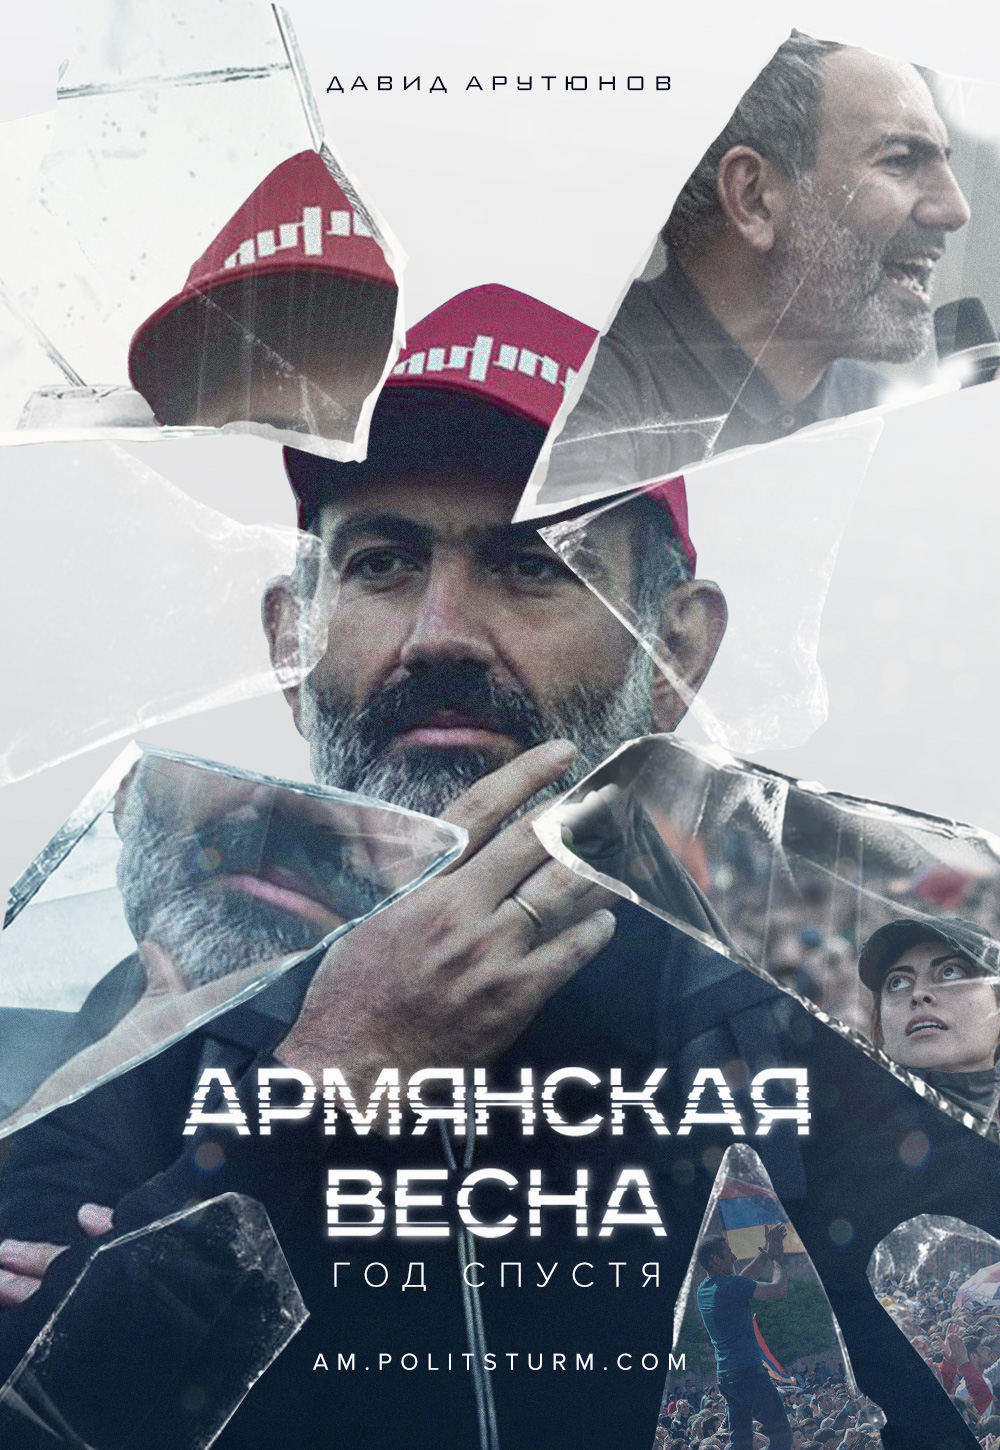 ДАВИД АРУТЮНОВ
АРМЯНСКАЯ
ВЕСНА
ГОД СПУСТЯ
AM.POLITSTURM.COM